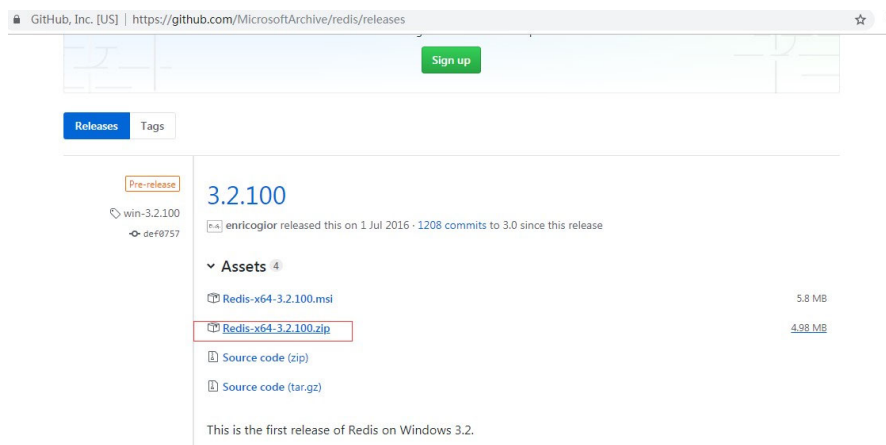 GitHub, Inc. [US] | https://github.com/MicrosoftArchive/redis/releases
Sign up
Releases Tags
Pre-release
3.2.100
win-3.2.100
enricogior released this on 1 Jul 2016 · 1208 commits to 3.0 since this release
def0757
Assets 4
Redis-x64-3.2.100.msi 5.8 MB
Redis-x64-3.2.100.zip 4.98 MB
Source code (zip)
Source code (tar.gz)
This is the first release of Redis on Windows 3.2.